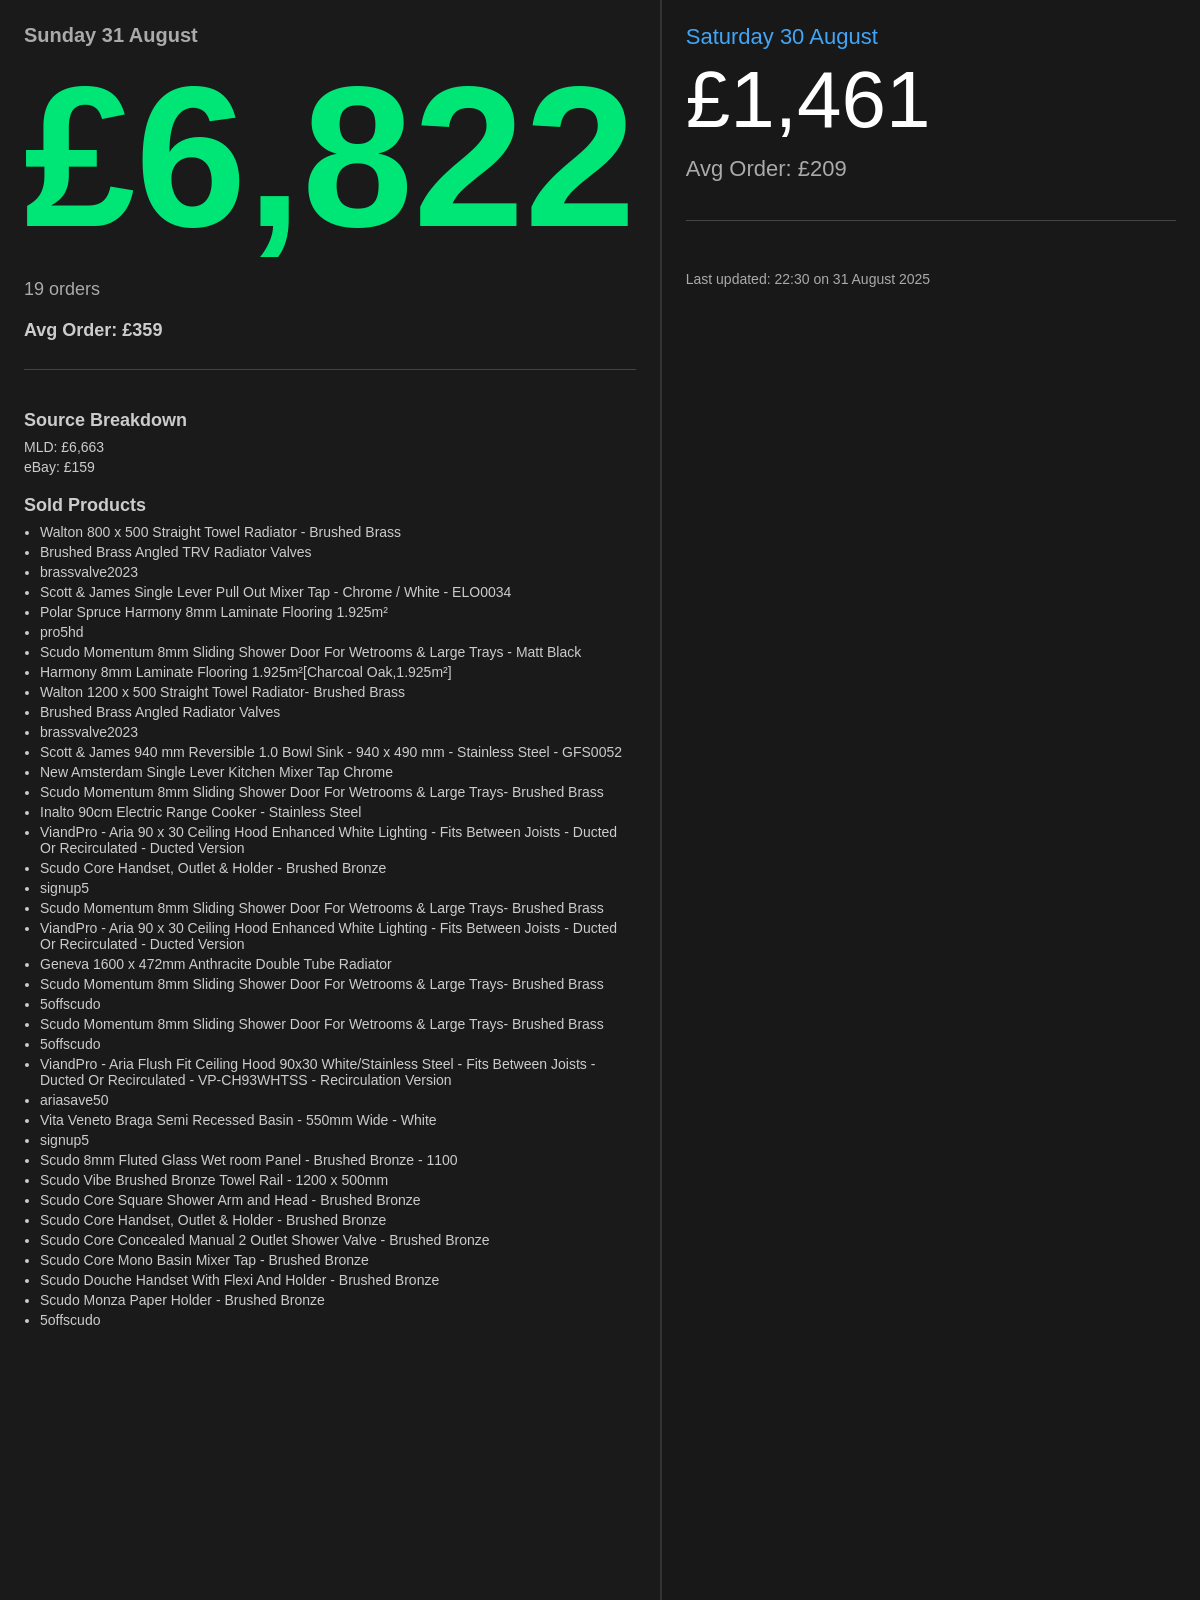 Sunday 31 August
£6,822
19 orders
Avg Order: £359
Source Breakdown
MLD: £6,663
eBay: £159
Sold Products
• Walton 800 x 500 Straight Towel Radiator - Brushed Brass
• Brushed Brass Angled TRV Radiator Valves
• brassvalve2023
• Scott & James Single Lever Pull Out Mixer Tap - Chrome / White - ELO0034
• Polar Spruce Harmony 8mm Laminate Flooring 1.925m²
• pro5hd
• Scudo Momentum 8mm Sliding Shower Door For Wetrooms & Large Trays - Matt Black
• Harmony 8mm Laminate Flooring 1.925m²[Charcoal Oak,1.925m²]
• Walton 1200 x 500 Straight Towel Radiator- Brushed Brass
• Brushed Brass Angled Radiator Valves
• brassvalve2023
• Scott & James 940 mm Reversible 1.0 Bowl Sink - 940 x 490 mm - Stainless Steel - GFS0052
• New Amsterdam Single Lever Kitchen Mixer Tap Chrome
• Scudo Momentum 8mm Sliding Shower Door For Wetrooms & Large Trays- Brushed Brass
• Inalto 90cm Electric Range Cooker - Stainless Steel
• ViandPro - Aria 90 x 30 Ceiling Hood Enhanced White Lighting - Fits Between Joists - Ducted
Or Recirculated - Ducted Version
• Scudo Core Handset, Outlet & Holder - Brushed Bronze
• signup5
• Scudo Momentum 8mm Sliding Shower Door For Wetrooms & Large Trays- Brushed Brass
• ViandPro - Aria 90 x 30 Ceiling Hood Enhanced White Lighting - Fits Between Joists - Ducted
Or Recirculated - Ducted Version
• Geneva 1600 x 472mm Anthracite Double Tube Radiator
• Scudo Momentum 8mm Sliding Shower Door For Wetrooms & Large Trays- Brushed Brass
• 5offscudo
• Scudo Momentum 8mm Sliding Shower Door For Wetrooms & Large Trays- Brushed Brass
• 5offscudo
• ViandPro - Aria Flush Fit Ceiling Hood 90x30 White/Stainless Steel - Fits Between Joists -
Ducted Or Recirculated - VP-CH93WHTSS - Recirculation Version
• ariasave50
• Vita Veneto Braga Semi Recessed Basin - 550mm Wide - White
• signup5
• Scudo 8mm Fluted Glass Wet room Panel - Brushed Bronze - 1100
• Scudo Vibe Brushed Bronze Towel Rail - 1200 x 500mm
• Scudo Core Square Shower Arm and Head - Brushed Bronze
• Scudo Core Handset, Outlet & Holder - Brushed Bronze
• Scudo Core Concealed Manual 2 Outlet Shower Valve - Brushed Bronze
• Scudo Core Mono Basin Mixer Tap - Brushed Bronze
• Scudo Douche Handset With Flexi And Holder - Brushed Bronze
• Scudo Monza Paper Holder - Brushed Bronze
• 5offscudo
Saturday 30 August
£1,461
Avg Order: £209
Last updated: 22:30 on 31 August 2025